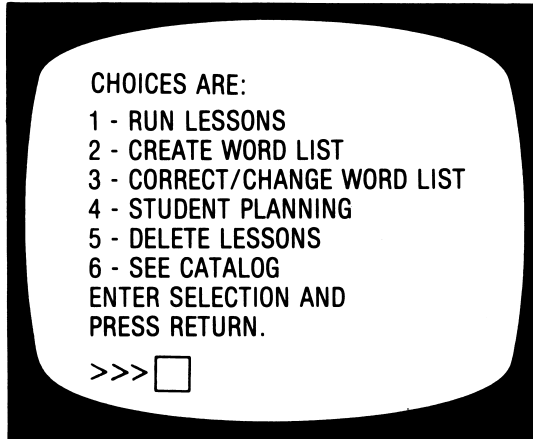 CHOICES ARE:
1 - RUN LESSONS
2 - CREATE WORD LIST
3 - CORRECT/CHANGE WORD LIST
4 - STUDENT PLANNING
5 - DELETE LESSONS
6 - SEE CATALOG
ENTER SELECTION AND
PRESS RETURN.
>>>